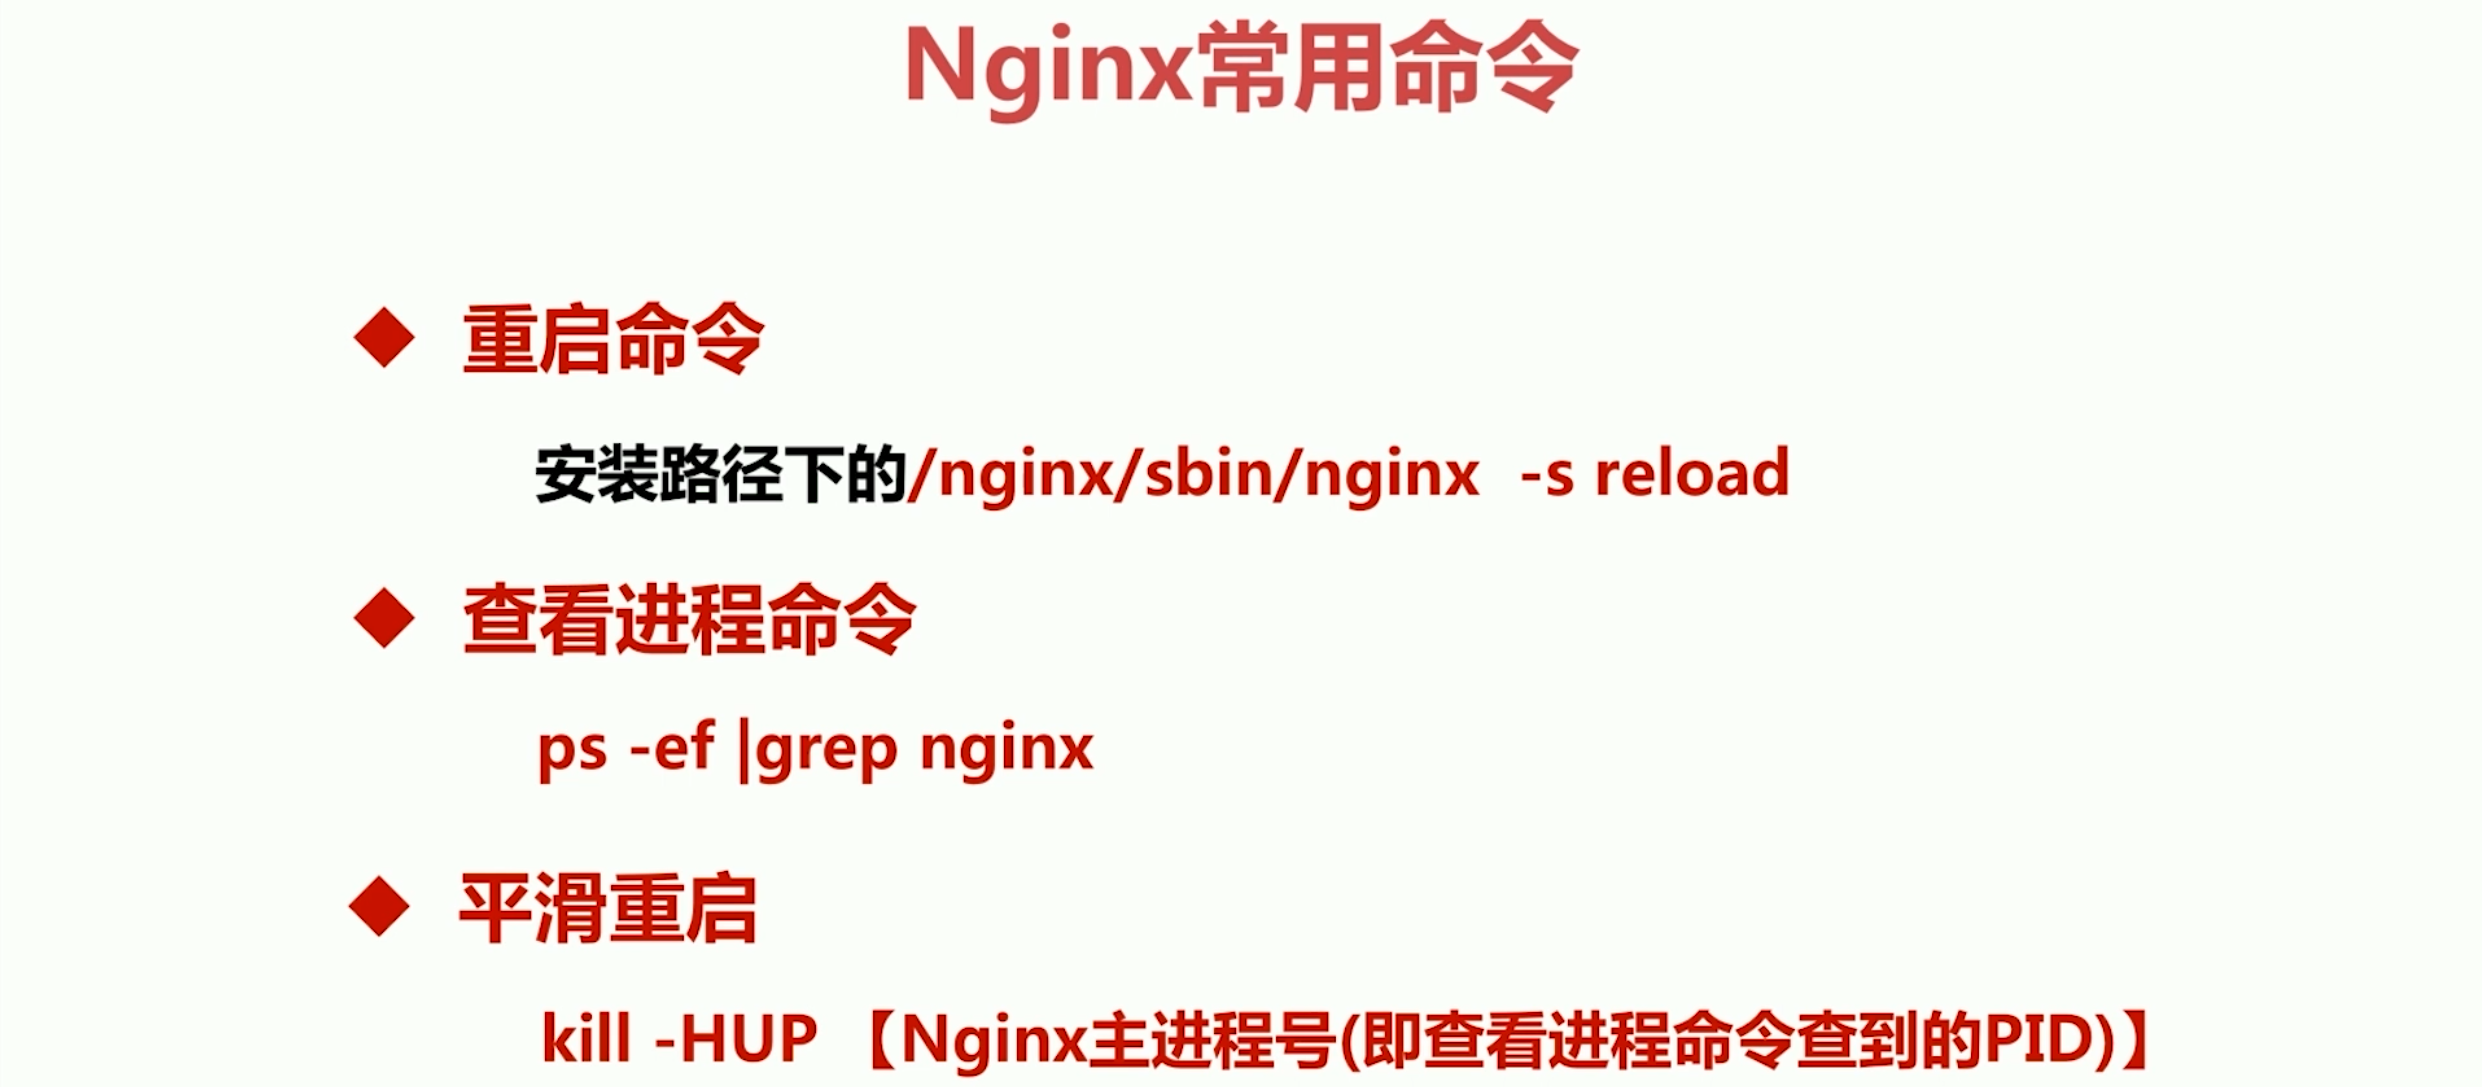 Nginx常用命令
◆ 重启命令
安装路径下的/nginx/sbin/nginx  -s reload
◆ 查看进程命令
ps -ef |grep nginx
◆ 平滑重启
kill -HUP 【Nginx主进程号(即查看进程命令查到的PID)】